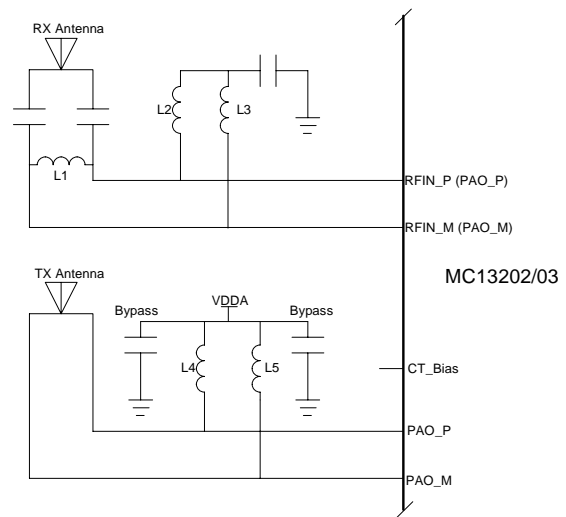 RX Antenna
L2
L3
L1
RFIN_P (PAO_P)
RFIN_M (PAO_M)
MC13202/03
TX Antenna
Bypass
VDDA
Bypass
L4
L5
CT_Bias
PAO_P
PAO_M